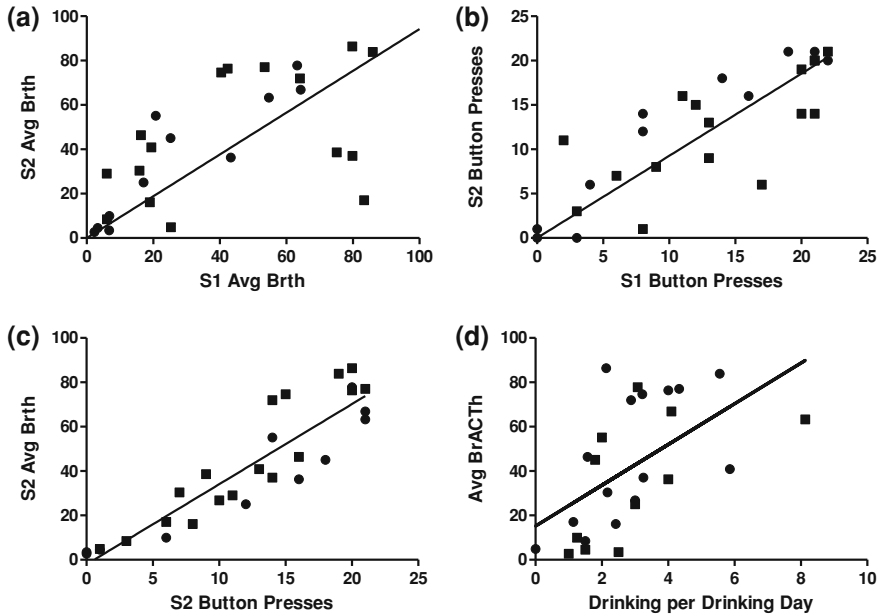 (a)
100
80
60
40
20
0
S2 Avg Brth
0 20 40 60 80 100
S1 Avg Brth
(b)
25
20
15
10
5
0
S2 Button Presses
0 5 10 15 20 25
S1 Button Presses
(c)
100
80
60
40
20
0
S2 Avg Brth
0 5 10 15 20 25
S2 Button Presses
(d)
100
80
60
40
20
0
Avg BrACTh
0 2 4 6 8 10
Drinking per Drinking Day